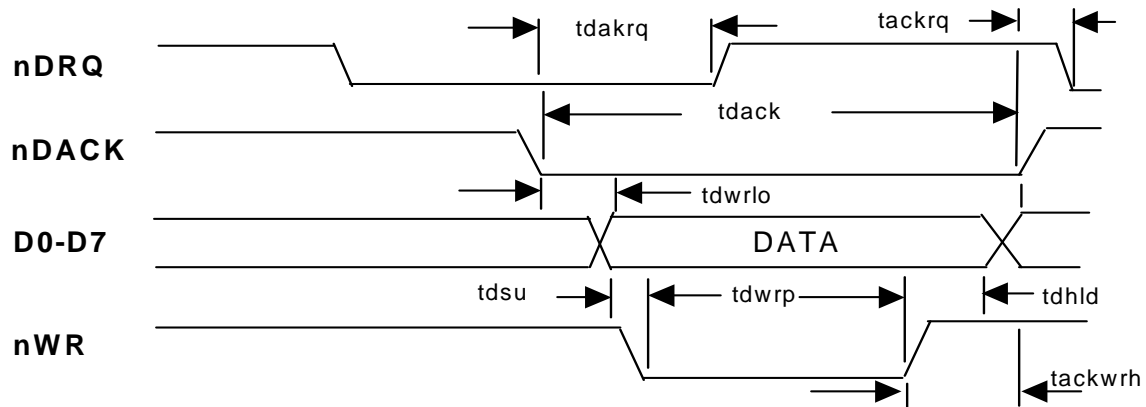 tdakrq
tackrq
nDRQ
tdack
nDACK
tdwrlo
D0-D7
DATA
tdsu
tdwrp
tdhld
nWR
tackwrh